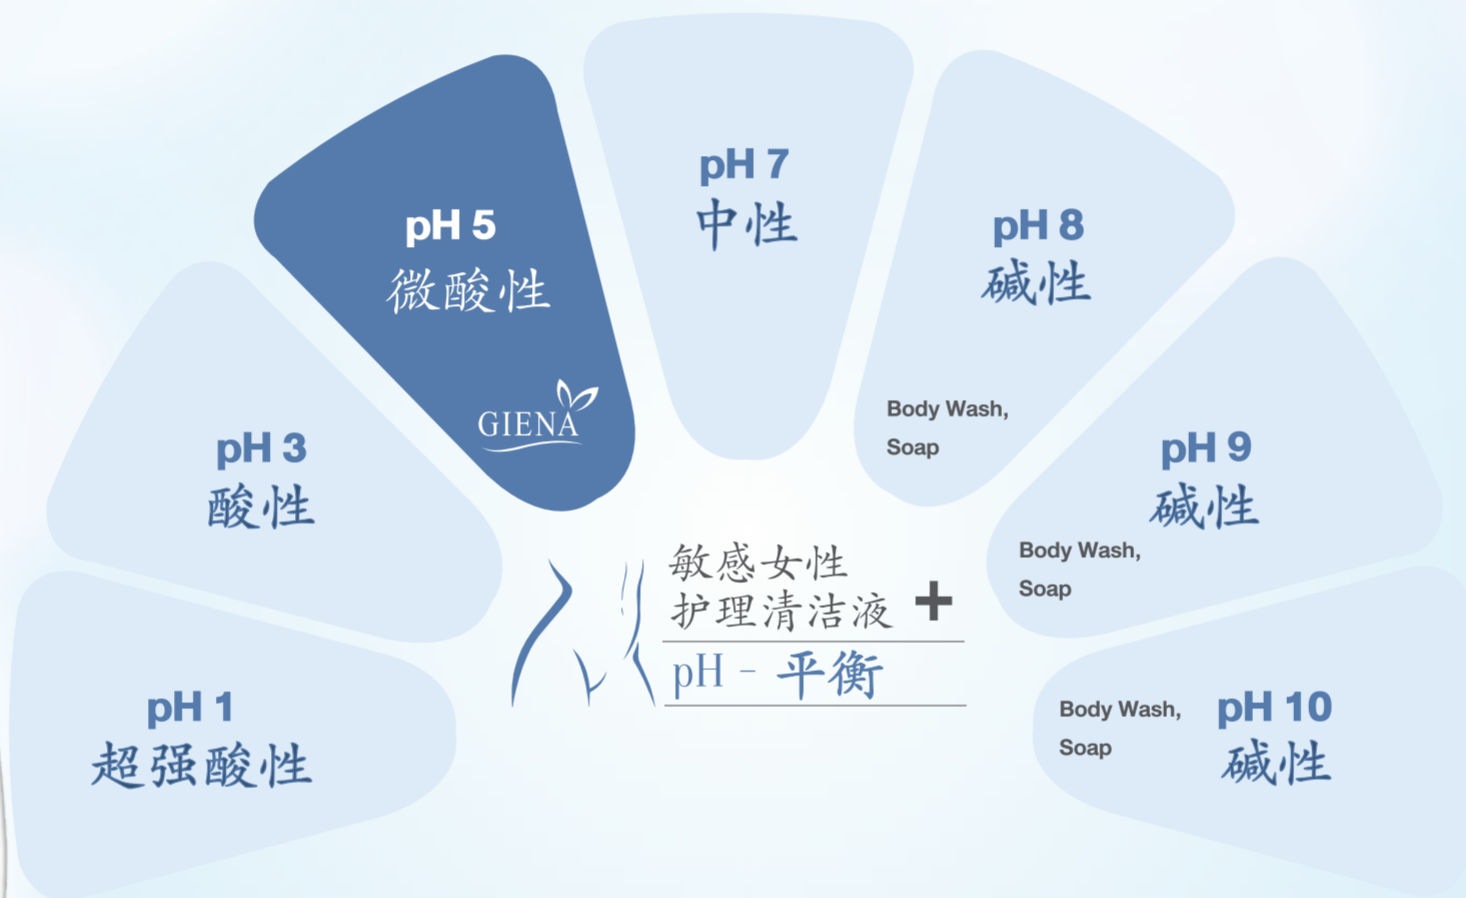 pH 1
超强酸性
pH 3
酸性
pH 5
微酸性
GIENA
pH 7
中性
pH 8
碱性
Body Wash,
Soap
pH 9
碱性
Body Wash,
Soap
pH 10
碱性
Body Wash,
Soap
敏感女性
护理清洁液 +
pH - 平衡